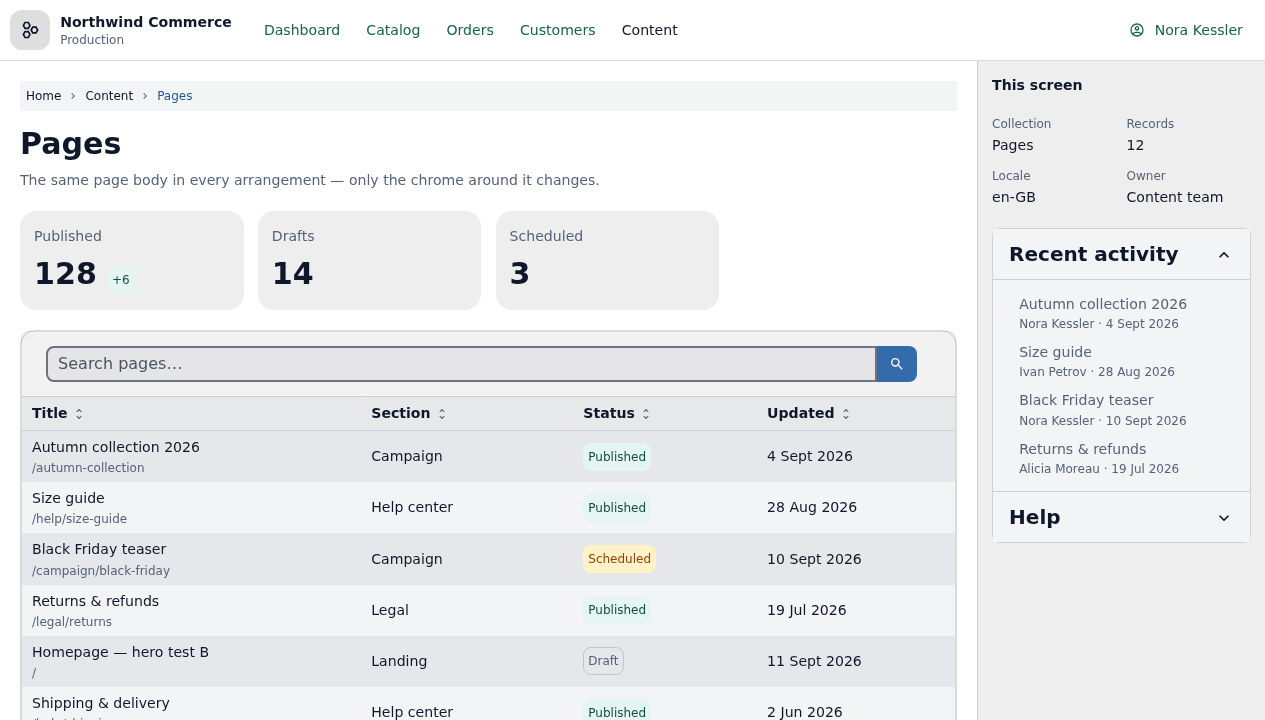 Northwind Commerce
Production
Dashboard Catalog Orders Customers Content
Nora Kessler
Home › Content › Pages
Pages
The same page body in every arrangement — only the chrome around it changes.
Published
128 +6
Drafts
14
Scheduled
3
Search pages…
Title Section Status Updated
Autumn collection 2026
/autumn-collection
Campaign Published 4 Sept 2026
Size guide
/help/size-guide
Help center Published 28 Aug 2026
Black Friday teaser
/campaign/black-friday
Campaign Scheduled 10 Sept 2026
Returns & refunds
/legal/returns
Legal Published 19 Jul 2026
Homepage — hero test B
/
Landing Draft 11 Sept 2026
Shipping & delivery
Help center Published 2 Jun 2026
This screen
Collection Records
Pages 12
Locale Owner
en-GB Content team
Recent activity
Autumn collection 2026
Nora Kessler · 4 Sept 2026
Size guide
Ivan Petrov · 28 Aug 2026
Black Friday teaser
Nora Kessler · 10 Sept 2026
Returns & refunds
Alicia Moreau · 19 Jul 2026
Help